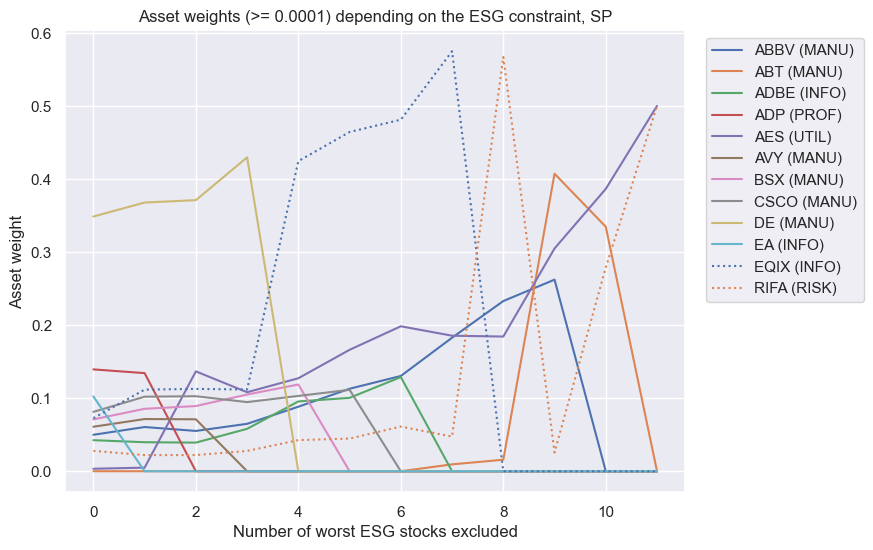 Asset weights (>= 0.0001) depending on the ESG constraint, SP
0.6
0.5
0.4
0.3
0.2
0.1
0.0
Asset weight
0 2 4 6 8 10
Number of worst ESG stocks excluded
ABBV (MANU)
ABT (MANU)
ADBE (INFO)
ADP (PROF)
AES (UTIL)
AVY (MANU)
BSX (MANU)
CSCO (MANU)
DE (MANU)
EA (INFO)
EQIX (INFO)
RIFA (RISK)